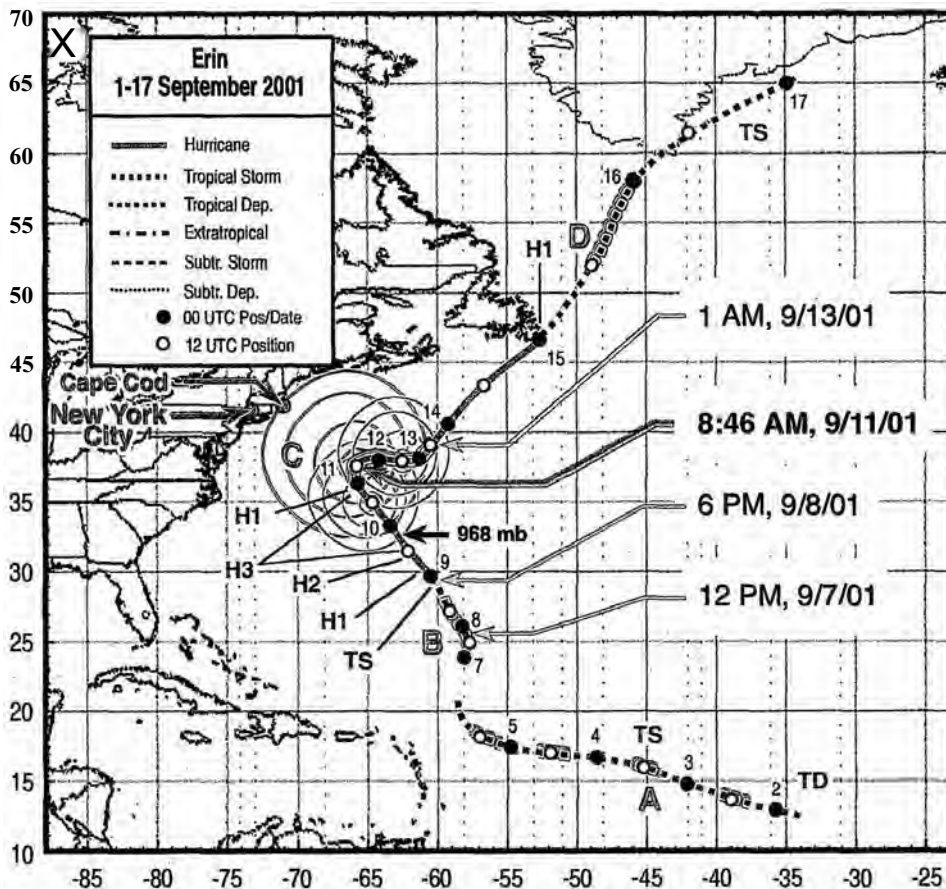 70
X
Erin
1-17 September 2001
Hurricane
Tropical Storm
Tropical Dep.
Extratropical
Subtr. Storm
Subtr. Dep.
00 UTC Pos/Date
12 UTC Position
65
60
55
50
45
40
35
30
25
20
15
10
17
TS
16
D
H1
15
1 AM, 9/13/01
Cape Cod
New York
City
14
8:46 AM, 9/11/01
C
12
13
11
6 PM, 9/8/01
H1
10
968 mb
H3
H2
9
12 PM, 9/7/01
H1
TS
B
8
7
5
4
TS
3
A
2
TD
-85
-80
-75
-70
-65
-60
-55
-50
-45
-40
-35
-30
-25